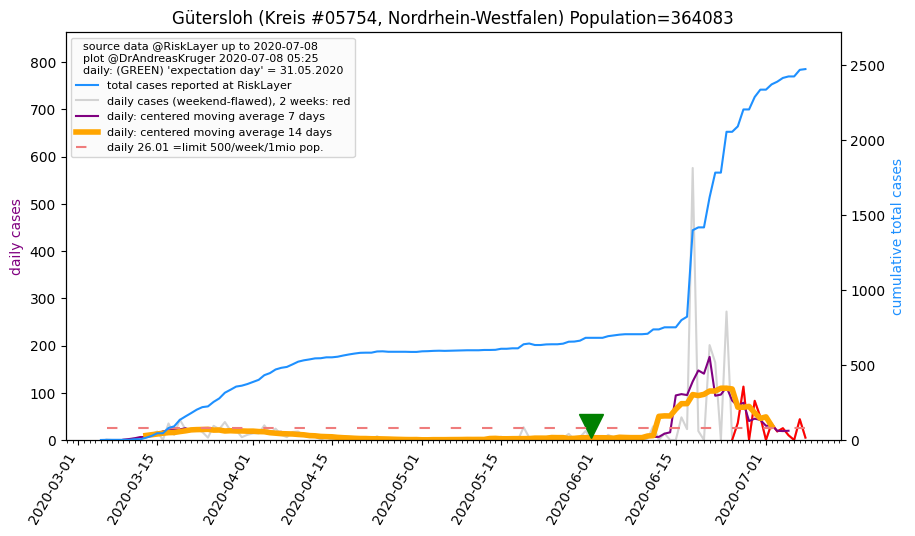 Gütersloh (Kreis #05754, Nordrhein-Westfalen) Population=364083
source data @RiskLayer up to 2020-07-08
plot @DrAndreasKruger 2020-07-08 05:25
daily: (GREEN) 'expectation day' = 31.05.2020
total cases reported at RiskLayer
daily cases (weekend-flawed), 2 weeks: red
daily: centered moving average 7 days
daily: centered moving average 14 days
daily 26.01 =limit 500/week/1mio pop.
daily cases
800
700
600
500
400
300
200
100
0
2500
2000
1500
1000
500
0
cumulative total cases
2020-03-01
2020-03-15
2020-04-01
2020-04-15
2020-05-01
2020-05-15
2020-06-01
2020-06-15
2020-07-01